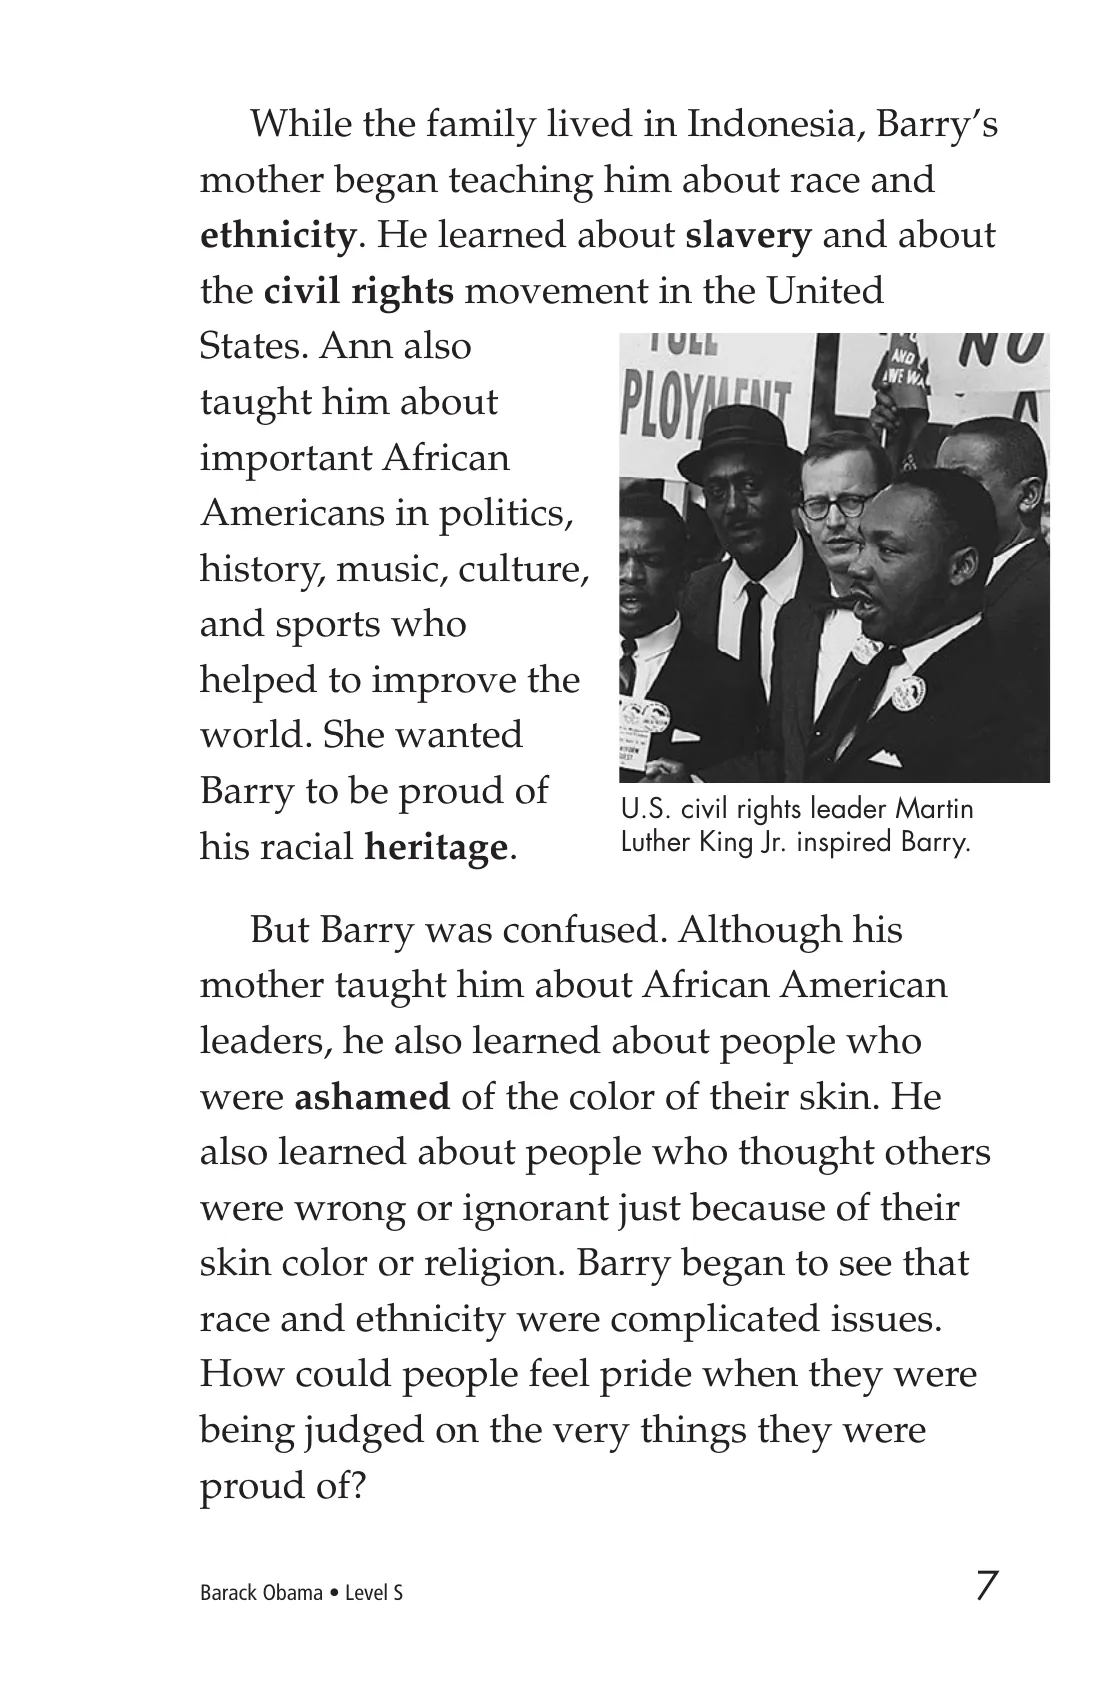 While the family lived in Indonesia, Barry’s
mother began teaching him about race and
ethnicity. He learned about slavery and about
the civil rights movement in the United
States. Ann also
taught him about
important African
Americans in politics,
history, music, culture,
and sports who
helped to improve the
world. She wanted
Barry to be proud of
his racial heritage.
PLOYMENT
AND
WE
NO
U.S. civil rights leader Martin
Luther King Jr. inspired Barry.
But Barry was confused. Although his
mother taught him about African American
leaders, he also learned about people who
were ashamed of the color of their skin. He
also learned about people who thought others
were wrong or ignorant just because of their
skin color or religion. Barry began to see that
race and ethnicity were complicated issues.
How could people feel pride when they were
being judged on the very things they were
proud of?
Barack Obama • Level S
7